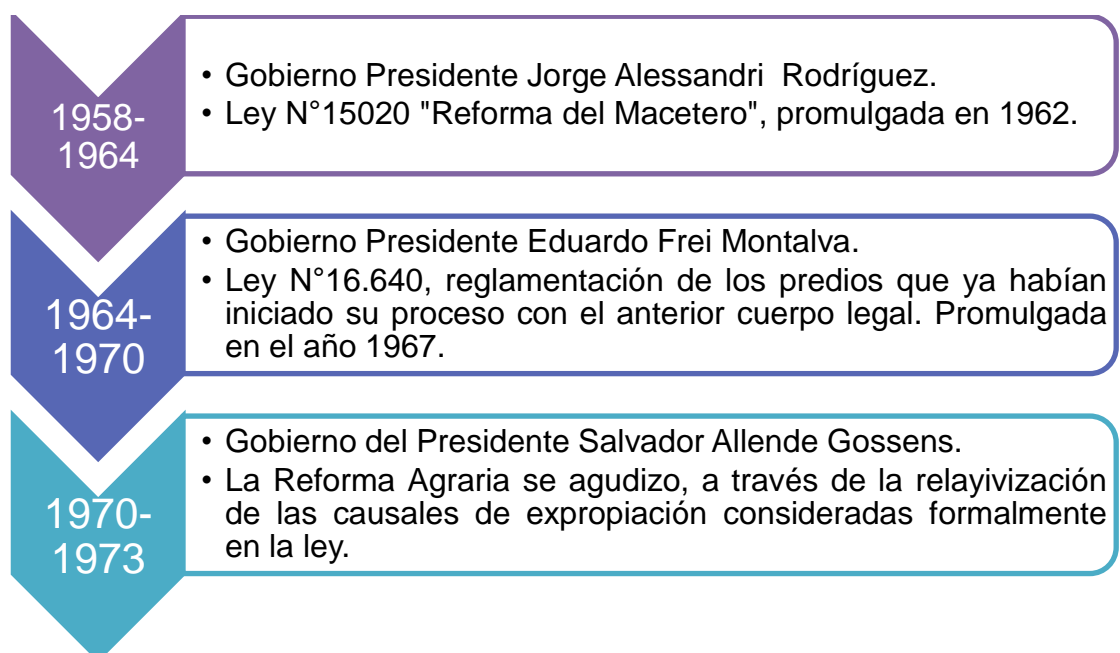 1958-
1964
• Gobierno Presidente Jorge Alessandri  Rodríguez.
• Ley N°15020 "Reforma del Macetero", promulgada en 1962.
1964-
1970
• Gobierno Presidente Eduardo Frei Montalva.
• Ley N°16.640, reglamentación de los predios que ya habían
iniciado su proceso con el anterior cuerpo legal. Promulgada
en el año 1967.
1970-
1973
• Gobierno del Presidente Salvador Allende Gossens.
• La Reforma Agraria se agudizo, a través de la relayivización
de las causales de expropiación consideradas formalmente
en la ley.